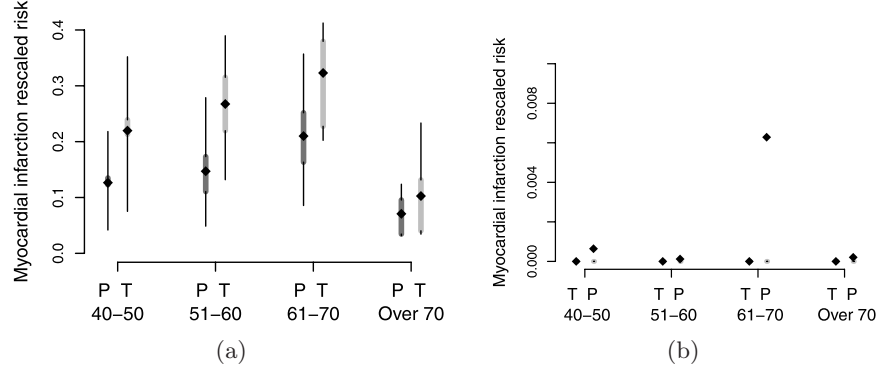 Myocardial infarction rescaled risk
0.4
0.3
0.2
0.1
0.0
P T P T P T P T
40–50 51–60 61–70 Over 70
(a)
Myocardial infarction rescaled risk
0.008
0.004
0.000
T P T P T P T P
40–50 51–60 61–70 Over 70
(b)